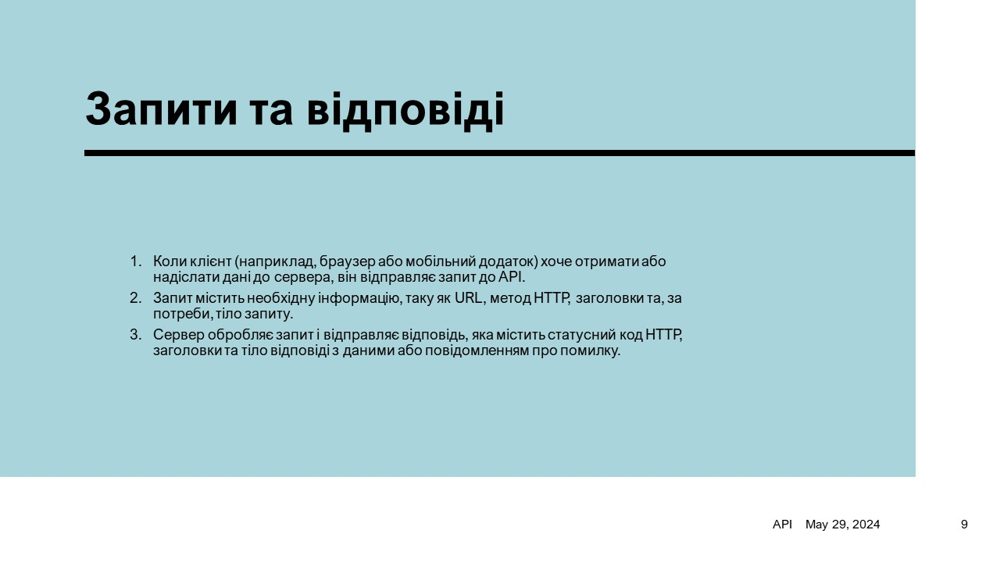 Запити та відповіді
1. Коли клієнт (наприклад, браузер або мобільний додаток) хоче отримати або
надіслати дані до сервера, він відправляє запит до API.
2. Запит містить необхідну інформацію, таку як URL, метод HTTP, заголовки та, за
потреби, тіло запиту.
3. Сервер обробляє запит і відправляє відповідь, яка містить статусний код HTTP,
заголовки та тіло відповіді з даними або повідомленням про помилку.
API May 29, 2024 9